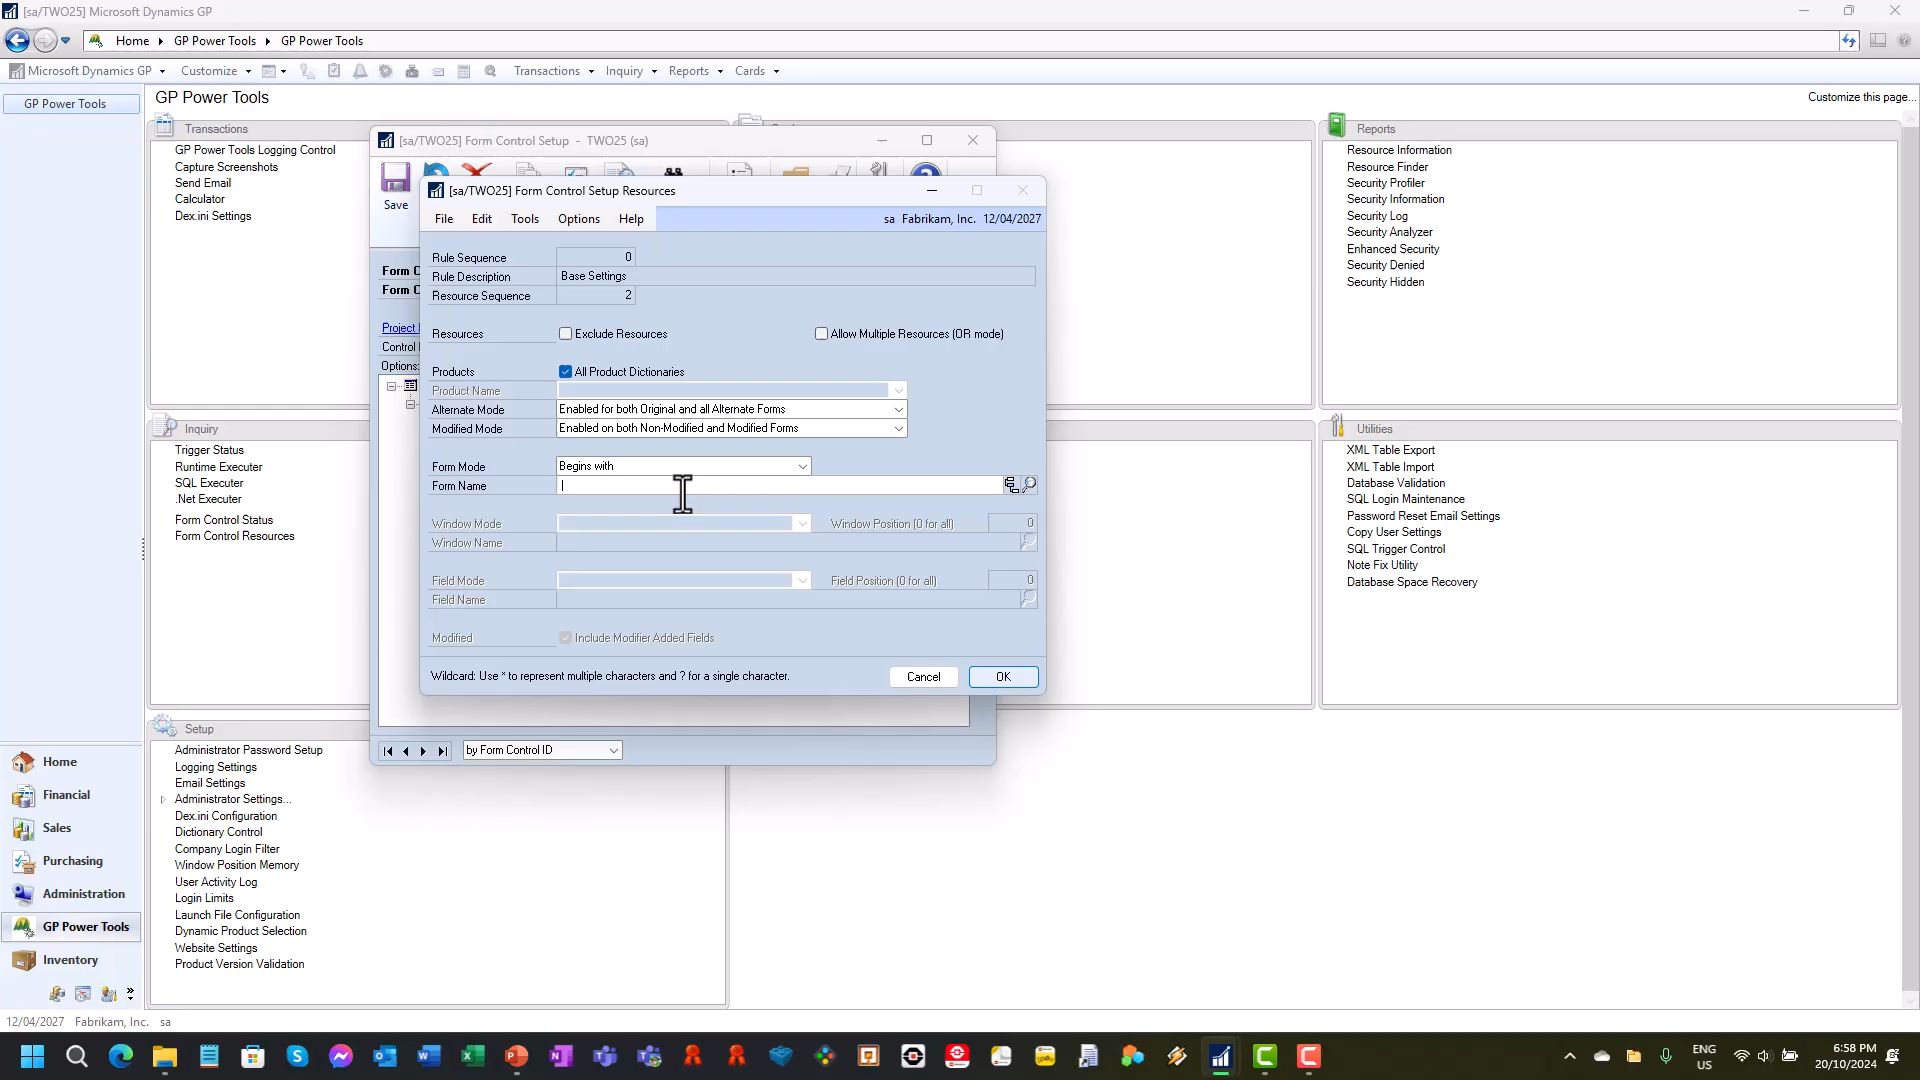 [sa/TWO25] Microsoft Dynamics GP
Home GP Power Tools GP Power Tools
Microsoft Dynamics GP Customize Transactions Inquiry Reports Cards
GP Power Tools
GP Power Tools
Customize this page...
Transactions
GP Power Tools Logging Control
Capture Screenshots
Send Email
Calculator
Dex.ini Settings
Inquiry
Trigger Status
Runtime Executer
SQL Executer
.Net Executer
Form Control Status
Form Control Resources
Setup
Administrator Password Setup
Logging Settings
Email Settings
Administrator Settings...
Dex.ini Configuration
Dictionary Control
Company Login Filter
Window Position Memory
User Activity Log
Login Limits
Launch File Configuration
Dynamic Product Selection
Website Settings
Product Version Validation
[sa/TWO25] Form Control Setup - TWO25 (sa)
Save
Form C
Form C
Project
Control
Options:
by Form Control ID
[sa/TWO25] Form Control Setup Resources
File Edit Tools Options Help sa Fabrikam, Inc. 12/04/2027
Rule Sequence 0
Rule Description Base Settings
Resource Sequence 2
Resources Exclude Resources Allow Multiple Resources (OR mode)
Products All Product Dictionaries
Product Name
Alternate Mode Enabled for both Original and all Alternate Forms
Modified Mode Enabled on both Non-Modified and Modified Forms
Form Mode Begins with
Form Name
Window Mode Window Position (0 for all) 0
Window Name
Field Mode Field Position (0 for all) 0
Field Name
Modified Include Modifier Added Fields
Wildcard: Use * to represent multiple characters and ? for a single character.
Cancel OK
Reports
Resource Information
Resource Finder
Security Profiler
Security Information
Security Log
Security Analyzer
Enhanced Security
Security Denied
Security Hidden
Utilities
XML Table Export
XML Table Import
Database Validation
SQL Login Maintenance
Password Reset Email Settings
Copy User Settings
SQL Trigger Control
Note Fix Utility
Database Space Recovery
Home
Financial
Sales
Purchasing
Administration
GP Power Tools
Inventory
12/04/2027 Fabrikam, Inc. sa
ENG
US
6:58 PM
20/10/2024